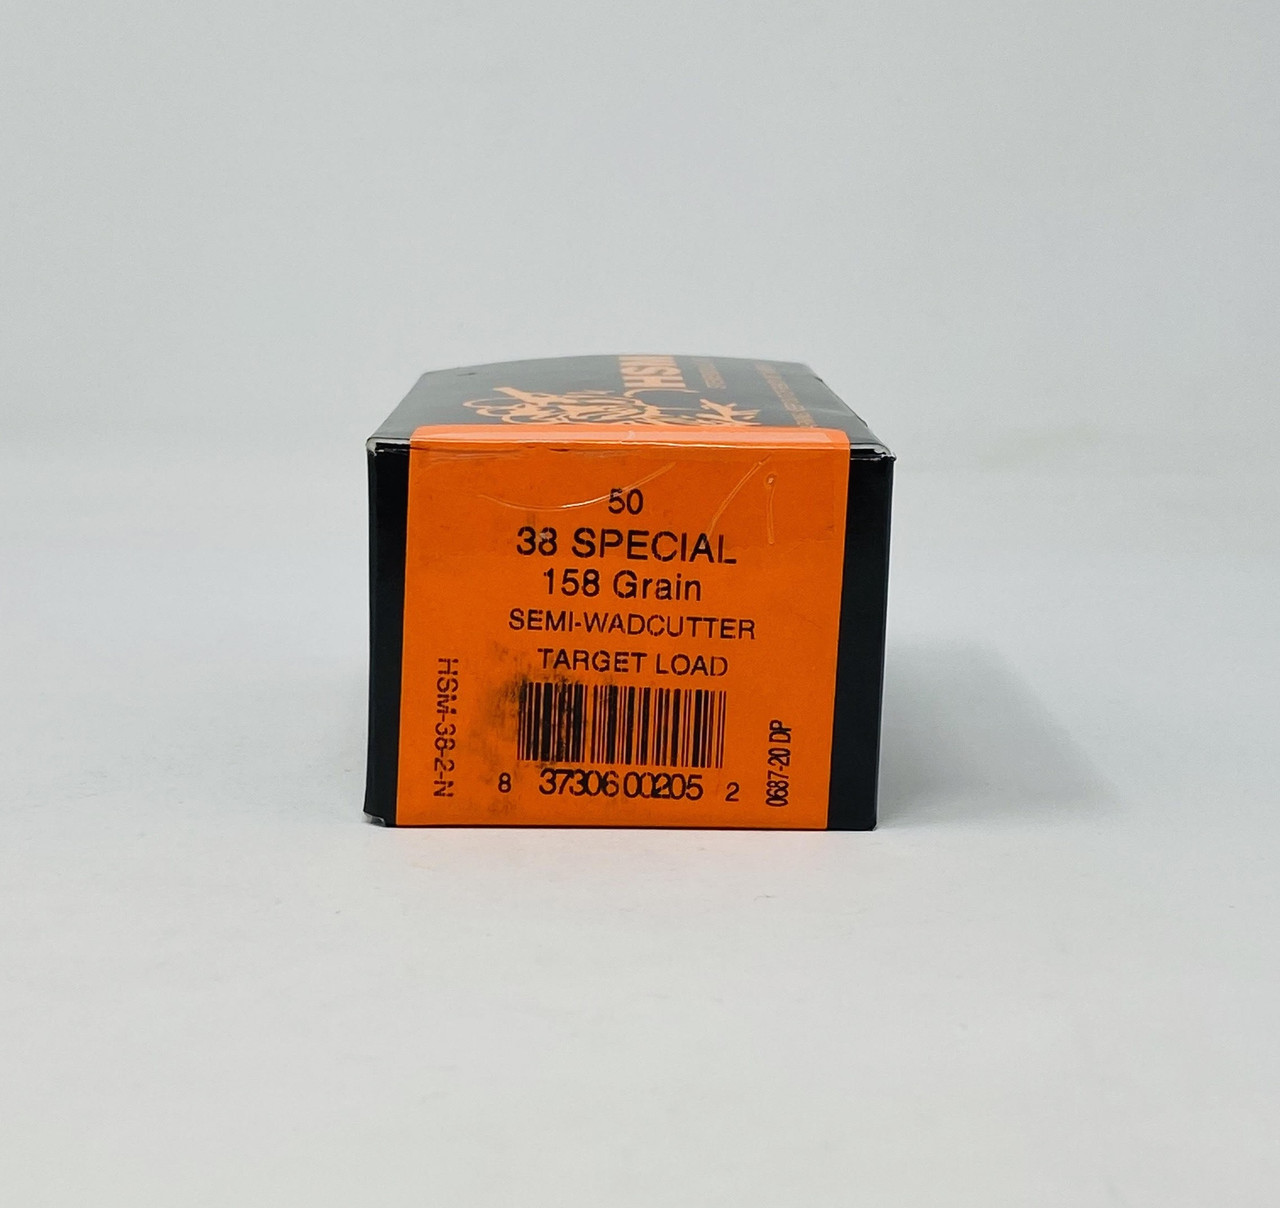 HSM
50
38 SPECIAL
158 Grain
SEMI-WADCUTTER
TARGET LOAD
HSM-38-2-N
8 37306 00205 2
0687-20 DP